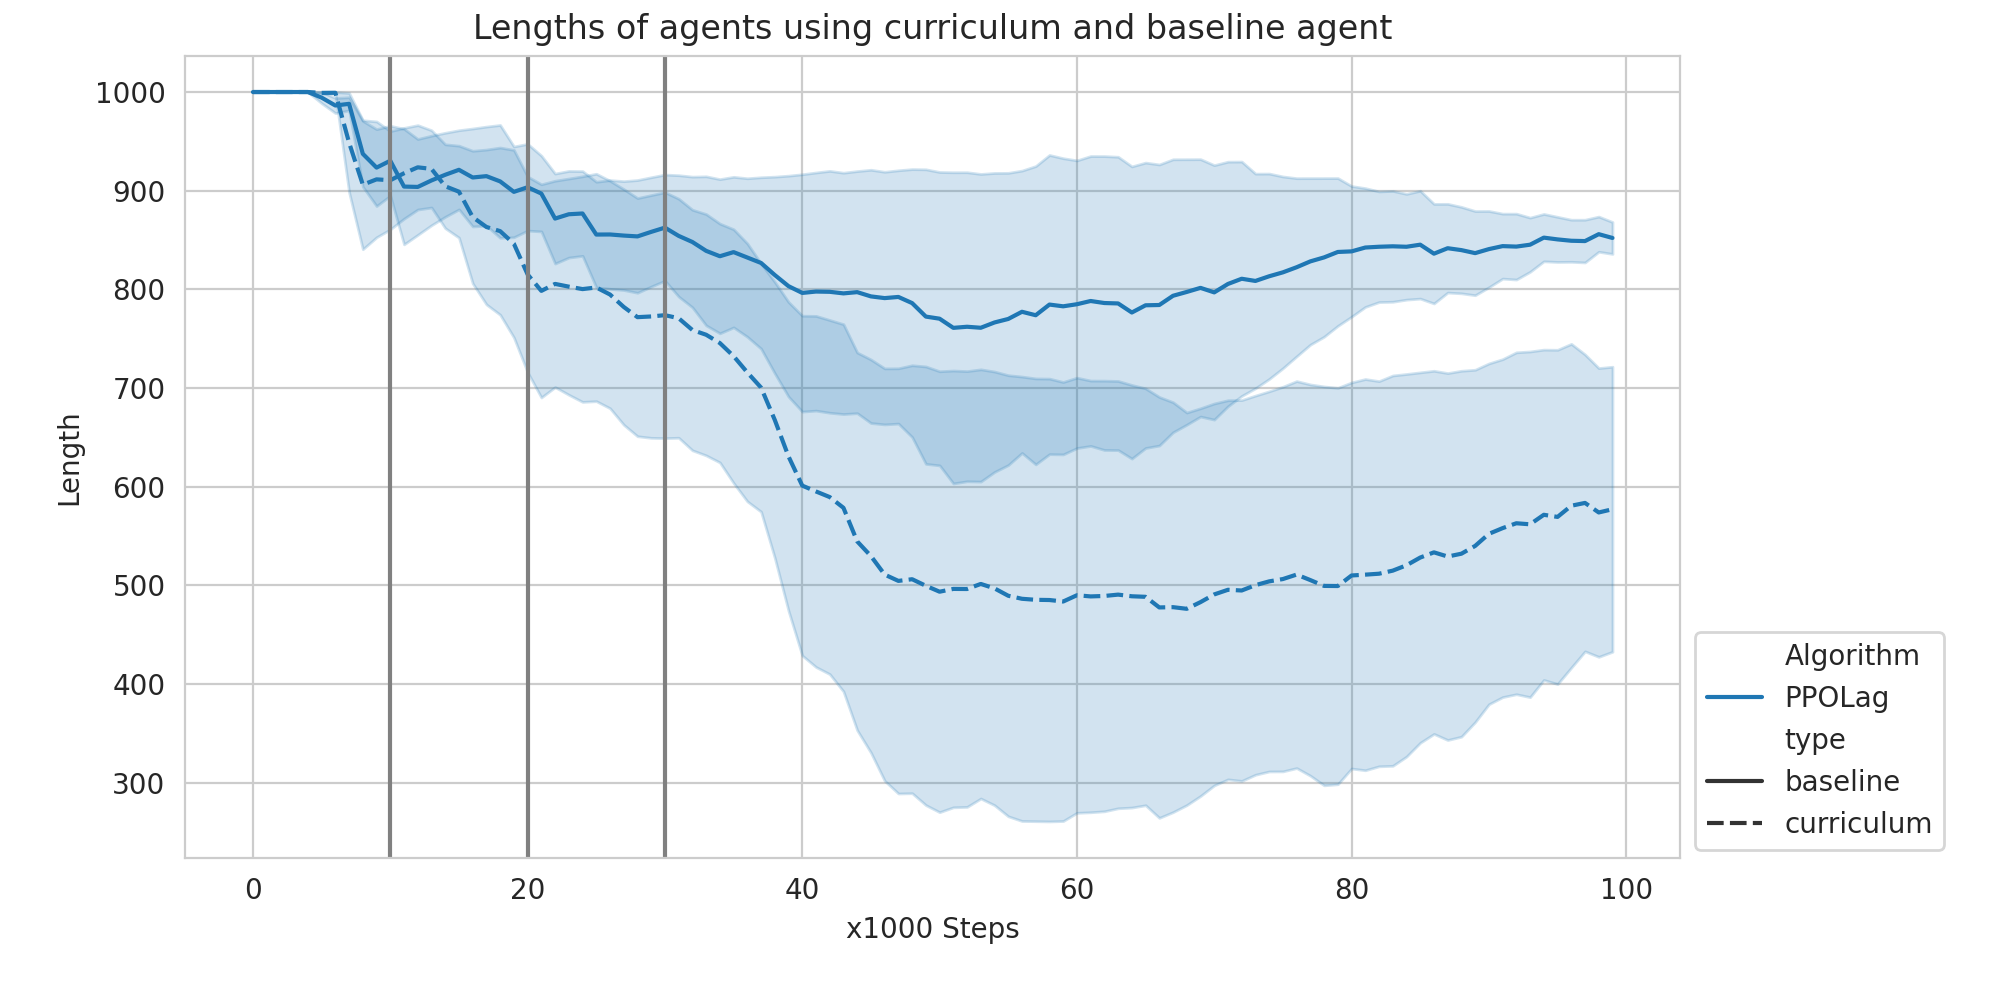 Lengths of agents using curriculum and baseline agent
1000
900
800
700
600
500
400
300
Length
0 20 40 60 80 100
x1000 Steps
Algorithm
PPOLag
type
baseline
curriculum